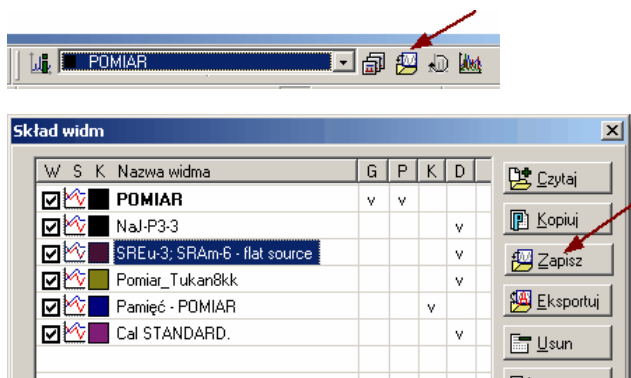 POMIAR
Skład widm
W S K Nazwa widma G P K D
POMIAR v v
NaJ-P3-3 v
SREu-3; SRAm-6 - flat source v
Pomiar_Tukan8kk v
Pamięć - POMIAR v
Cal STANDARD. v
Czytaj
Kopiuj
Zapisz
Eksportuj
Usun